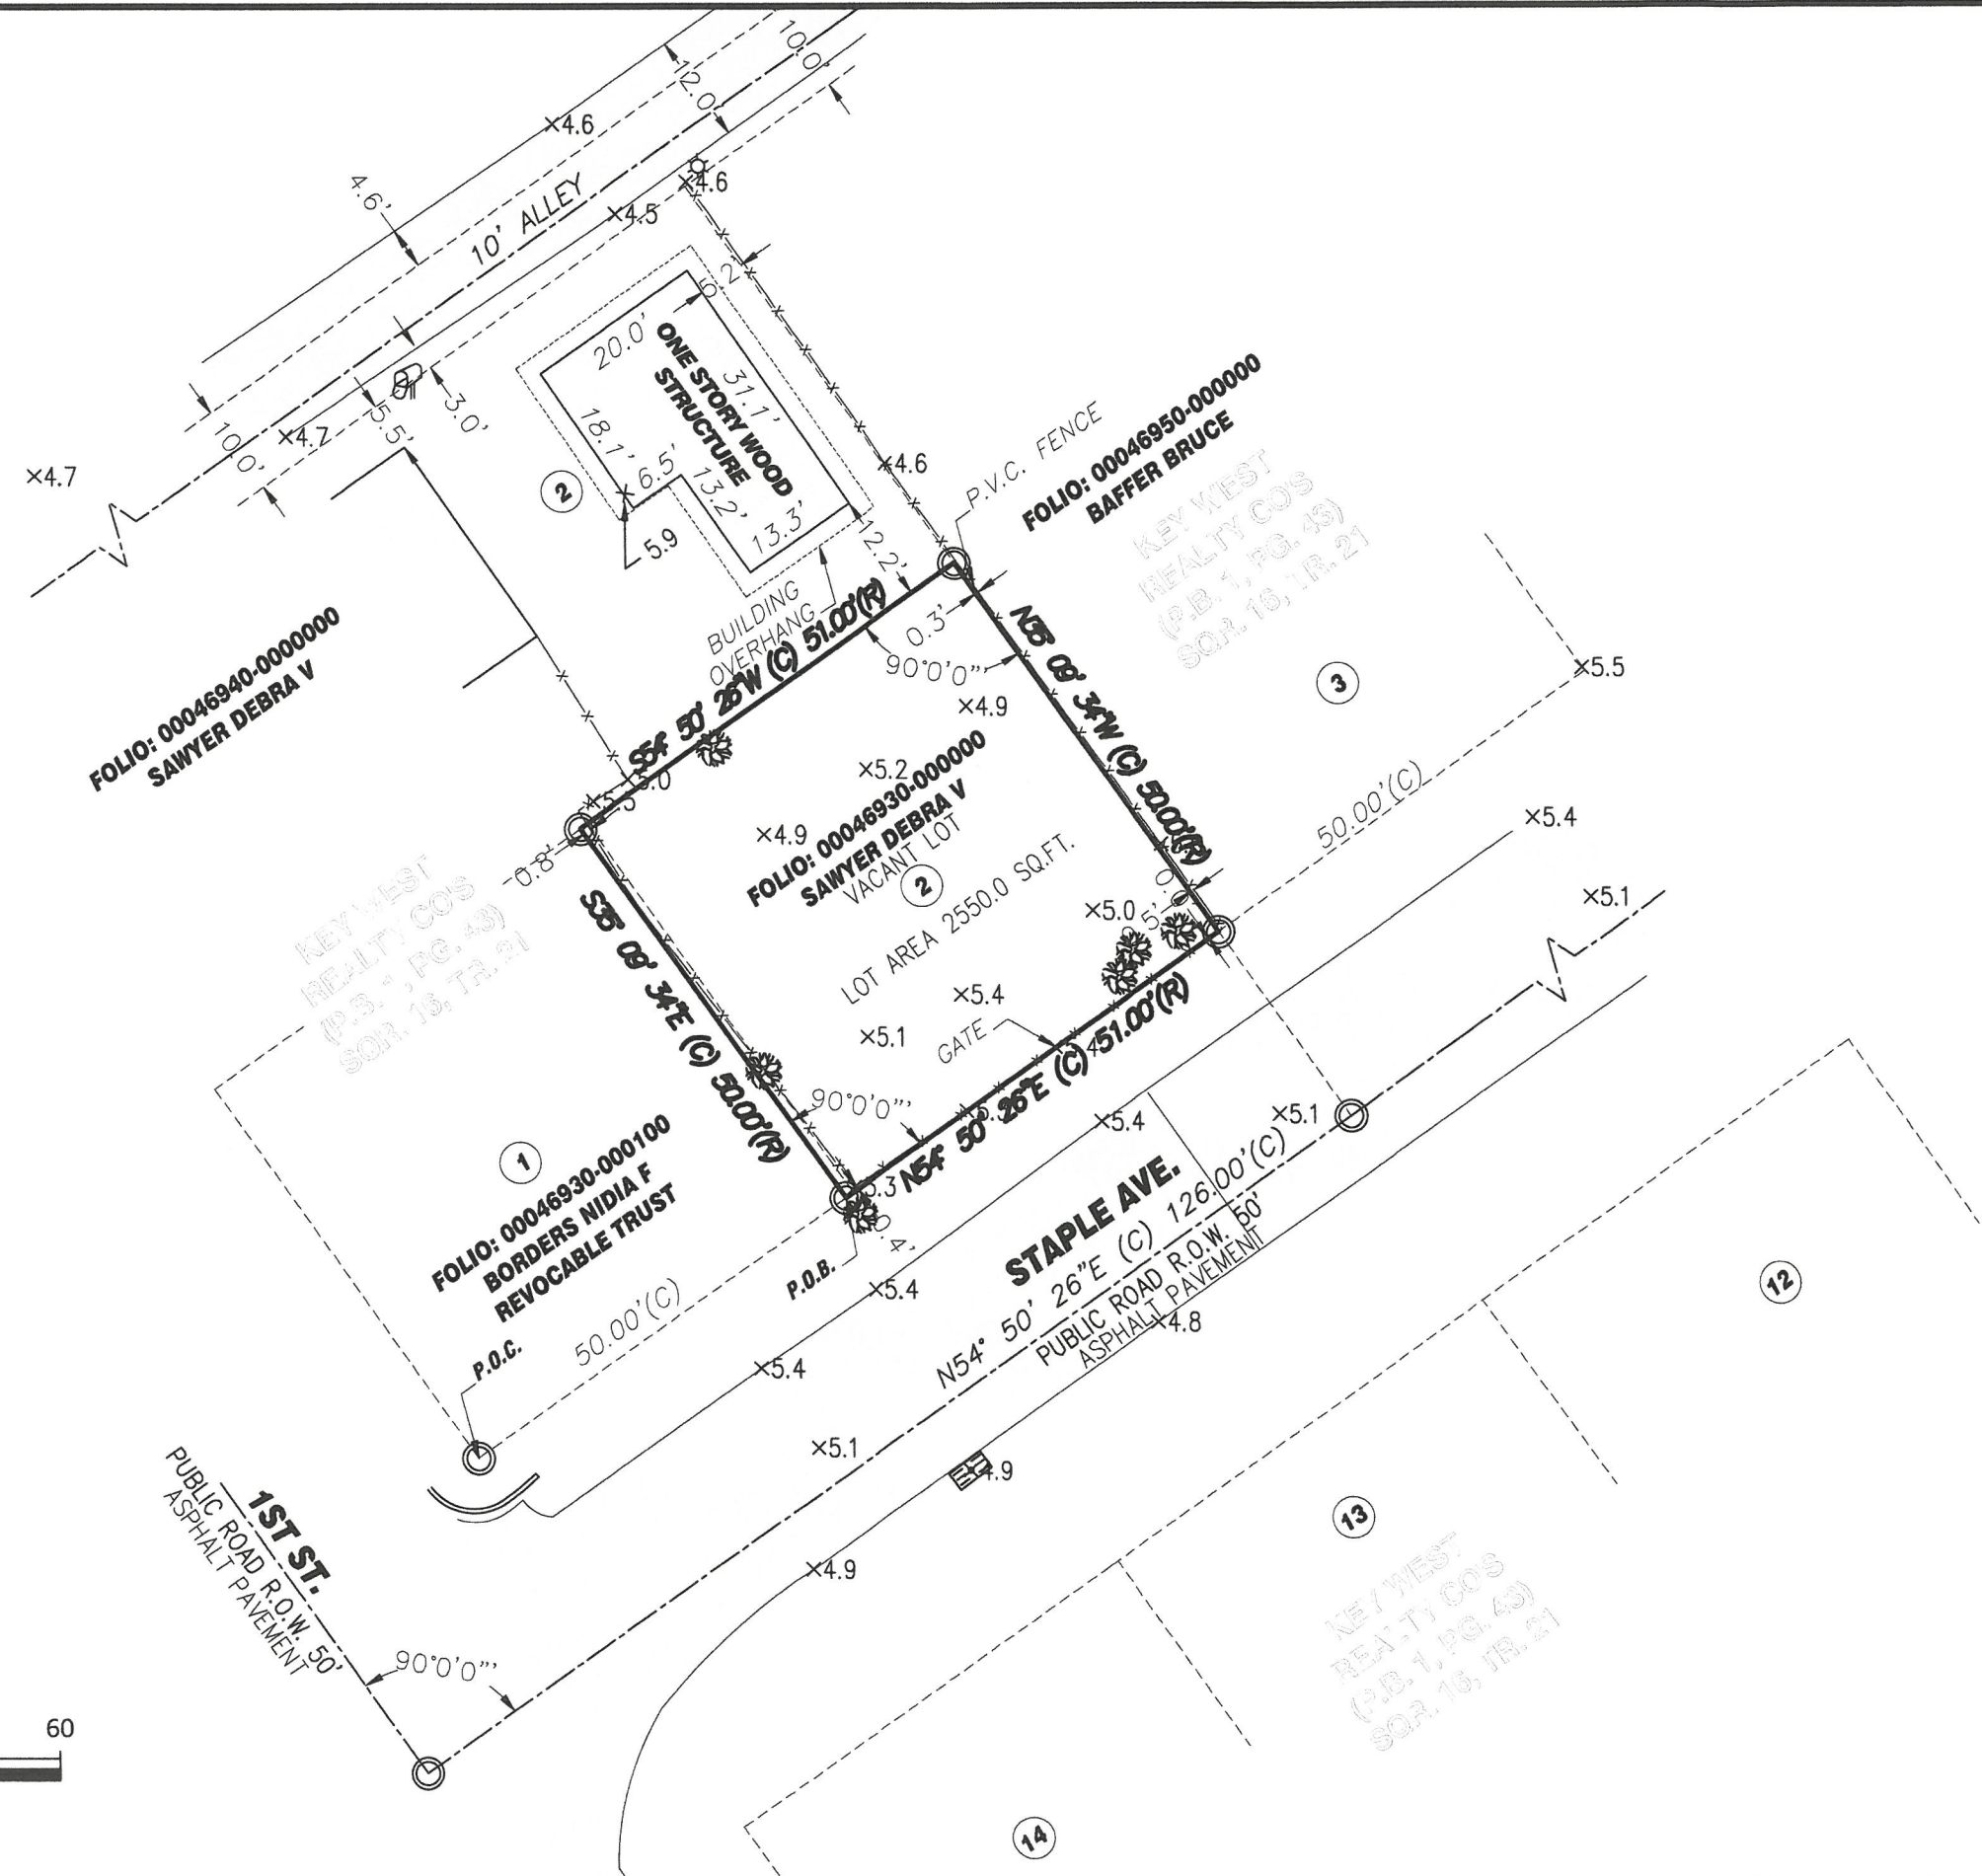 10.0'
12.0'
×4.6
4.6'
10' ALLEY
×4.6
×4.5
5.2'
20.0'
ONE STORY WOOD
STRUCTURE
31.1'
18.1'
6.5'
13.2'
13.3'
5.9
2
3.0'
5.5'
×4.7
10.0'
×4.7
×4.6
P.V.C. FENCE
FOLIO: 00046950-000000
BAFFER BRUCE
KEY WEST
REALTY CO'S
(P.B. 1, PG. 43)
SQR. 16, TR. 21
12.2'
BUILDING
OVERHANG
S54° 50' 26"W (C) 51.00'(R)
0.3'
90°0'0"
N35° 09' 34"W (C) 50.00'(R)
3
×5.5
FOLIO: 00046940-0000000
SAWYER DEBRA V
×4.9
×5.2
×4.9
FOLIO: 00046930-000000
SAWYER DEBRA V
VACANT LOT
2
LOT AREA 2550.0 SQ.FT.
50.00'(C)
×5.4
×5.1
0.8'
KEY WEST
REALTY CO'S
(P.B. 1, PG. 43)
SQR. 16, TR. 21
S35° 09' 34"E (C) 50.00'(R)
×5.0
×5.4
×5.1
GATE
90°0'0"
N54° 50' 26"E (C) 51.00'(R)
×5.4
×5.1
1
FOLIO: 00046930-000100
BORDERS NIDIA F
REVOCABLE TRUST
P.O.B.
0.4'
×5.4
P.O.C.
50.00'(C)
×5.4
STAPLE AVE.
N54° 50' 26"E (C) 126.00'(C)
PUBLIC ROAD R.O.W. 50'
ASPHALT PAVEMENT
×4.8
12
×5.1
4.9
×4.9
1ST ST.
PUBLIC ROAD R.O.W. 50'
ASPHALT PAVEMENT
90°0'0"
13
KEY WEST
REALTY CO'S
(P.B. 1, PG. 43)
SQR. 16, TR. 21
60
14